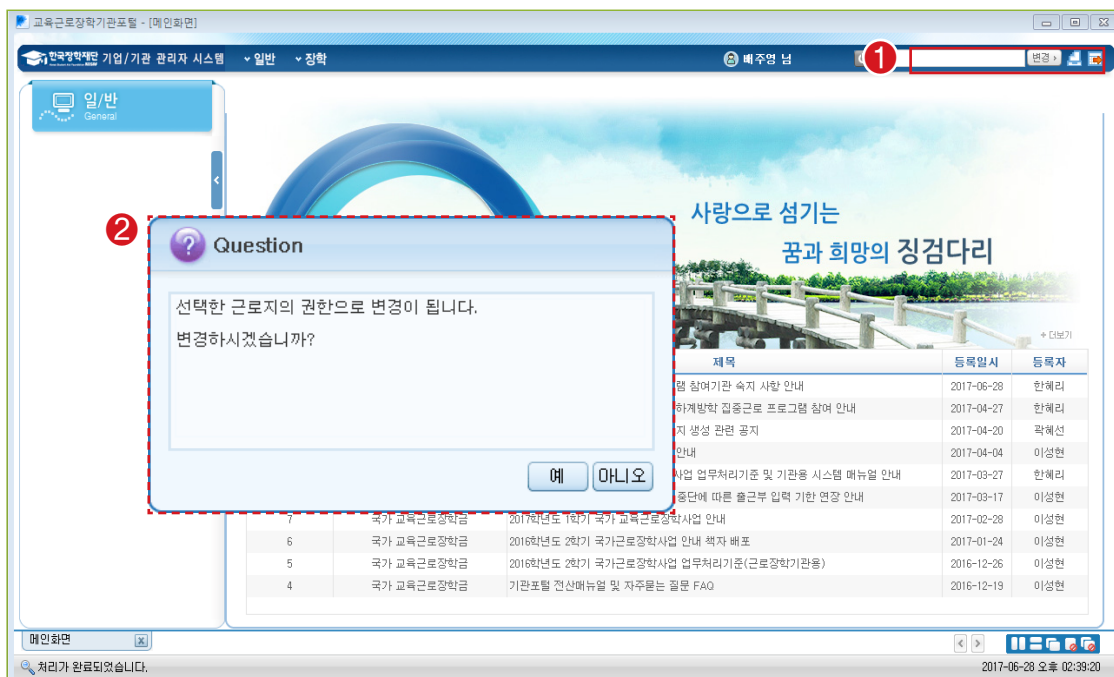 교육근로장학기관포털 - [메인화면]
한국장학재단 기업/기관 관리자 시스템 일반 장학 배주영 님 1 변경
일/반
General
사랑으로 섬기는
꿈과 희망의 징검다리
2
Question
선택한 근로지의 권한으로 변경이 됩니다.
변경하시겠습니까?
예 아니오
+ 더보기
제목 등록일시 등록자
램 참여기관 숙지 사항 안내 2017-06-28 한혜리
하계방학 집중근로 프로그램 참여 안내 2017-04-27 한혜리
지 생성 관련 공지 2017-04-20 곽혜선
안내 2017-04-04 이성현
사업 업무처리기준 및 기관용 시스템 매뉴얼 안내 2017-03-27 한혜리
중단에 따른 출근부 입력 기한 연장 안내 2017-03-17 이성현
7 국가 교육근로장학금 2017학년도 1학기 국가 교육근로장학사업 안내 2017-02-28 이성현
6 국가 교육근로장학금 2016학년도 2학기 국가근로장학사업 안내 책자 배포 2017-01-24 이성현
5 국가 교육근로장학금 2016학년도 2학기 국가근로장학사업 업무처리기준(근로장학기관용) 2016-12-26 이성현
4 국가 교육근로장학금 기관포털 전산매뉴얼 및 자주묻는 질문 FAQ 2016-12-19 이성현
메인화면
처리가 완료되었습니다. 2017-06-28 오후 02:39:20